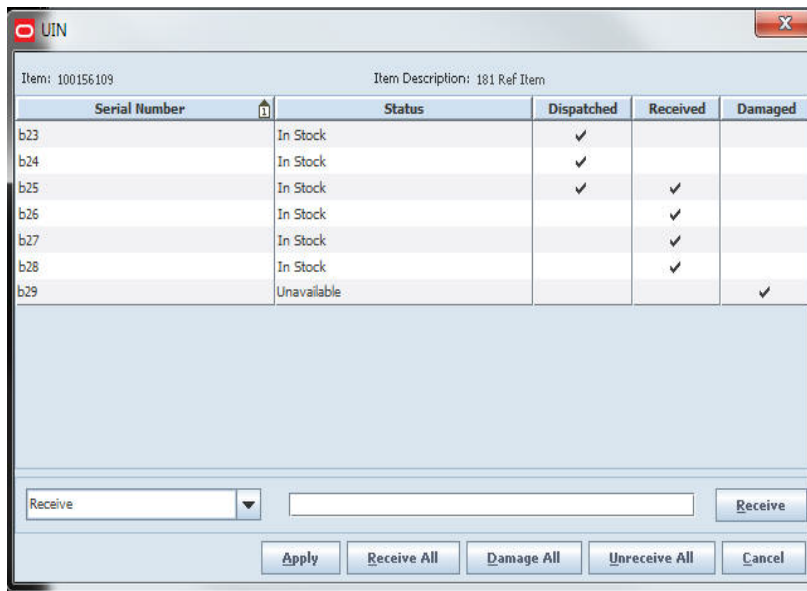 UIN
X
Item: 100156109 Item Description: 181 Ref Item
Serial Number 1 Status Dispatched Received Damaged
b23 In Stock ✓
b24 In Stock ✓
b25 In Stock ✓ ✓
b26 In Stock ✓
b27 In Stock ✓
b28 In Stock ✓
b29 Unavailable ✓
Receive Receive
Apply Receive All Damage All Unreceive All Cancel